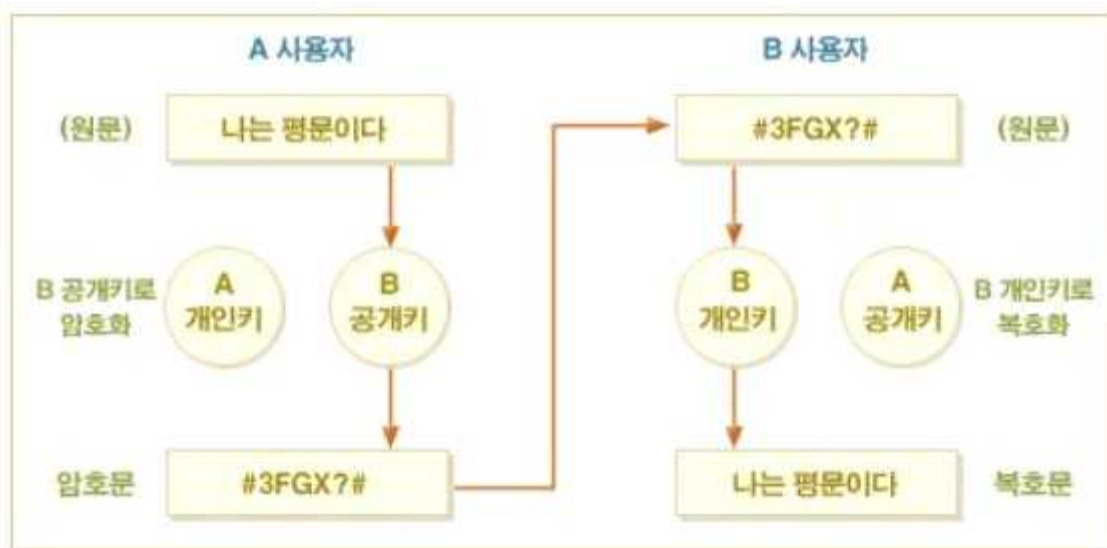 A 사용자
B 사용자
(원문)
나는 평문이다
#3FGX?#
(원문)
B 공개키로
암호화
A
개인키
B
공개키
B
개인키
A
공개키
B 개인키로
복호화
암호문
#3FGX?#
나는 평문이다
복호문